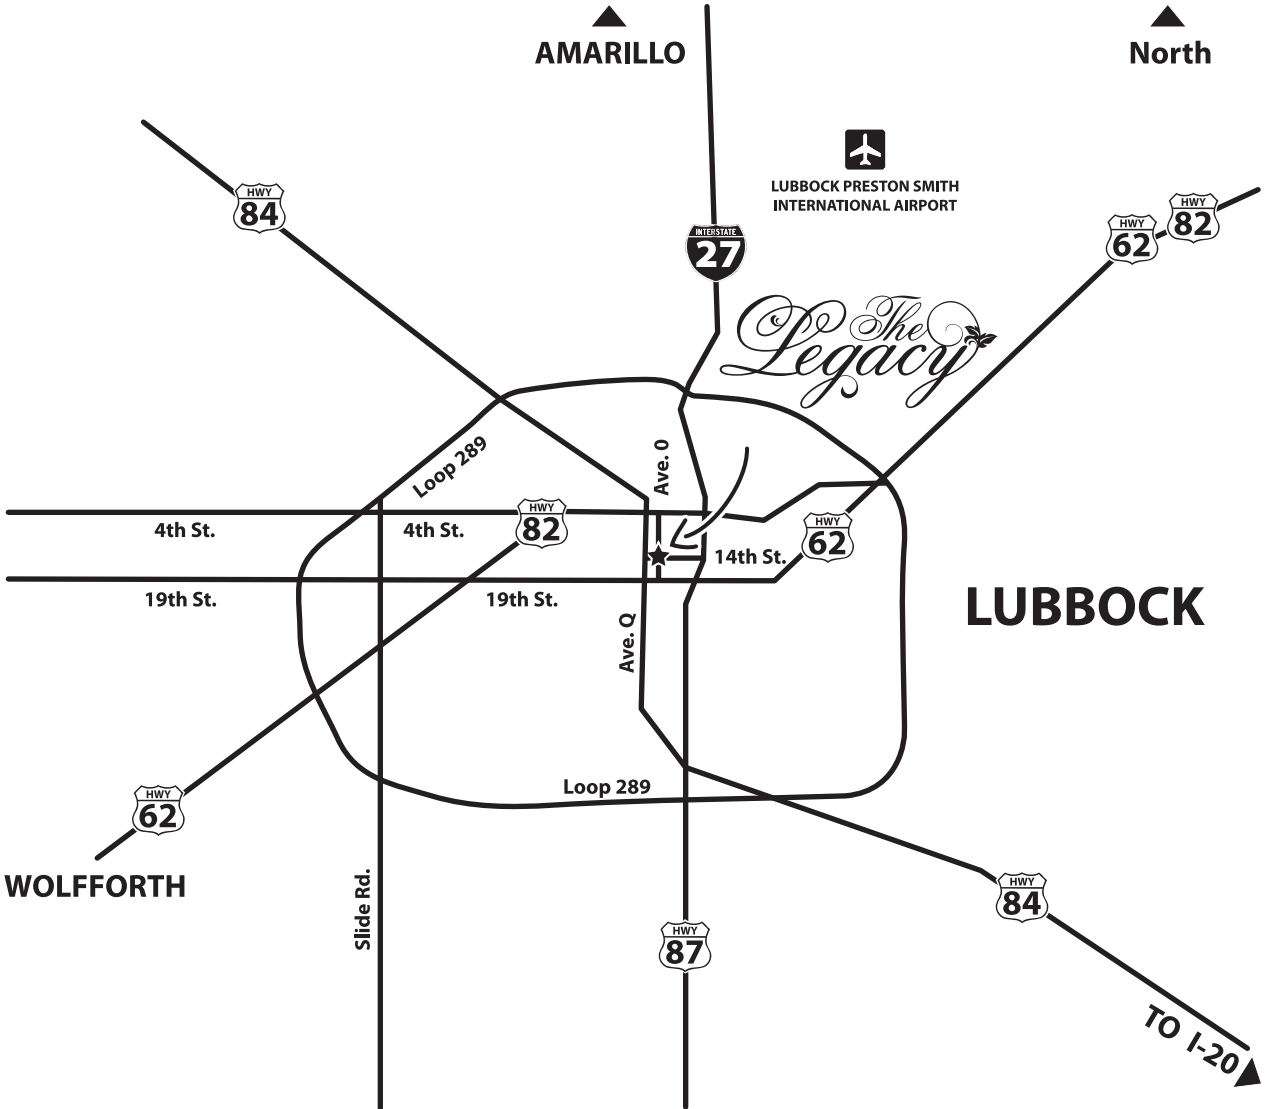 AMARILLO
North
LUBBOCK PRESTON SMITH
INTERNATIONAL AIRPORT
HWY
84
HWY
82
HWY
62
INTERSTATE
27
The
Legacy
Loop 289
Ave. 0
4th St.
4th St.
HWY
82
HWY
62
14th St.
19th St.
19th St.
LUBBOCK
Ave. Q
Loop 289
HWY
62
WOLFFORTH
Slide Rd.
HWY
84
HWY
87
TO I-20